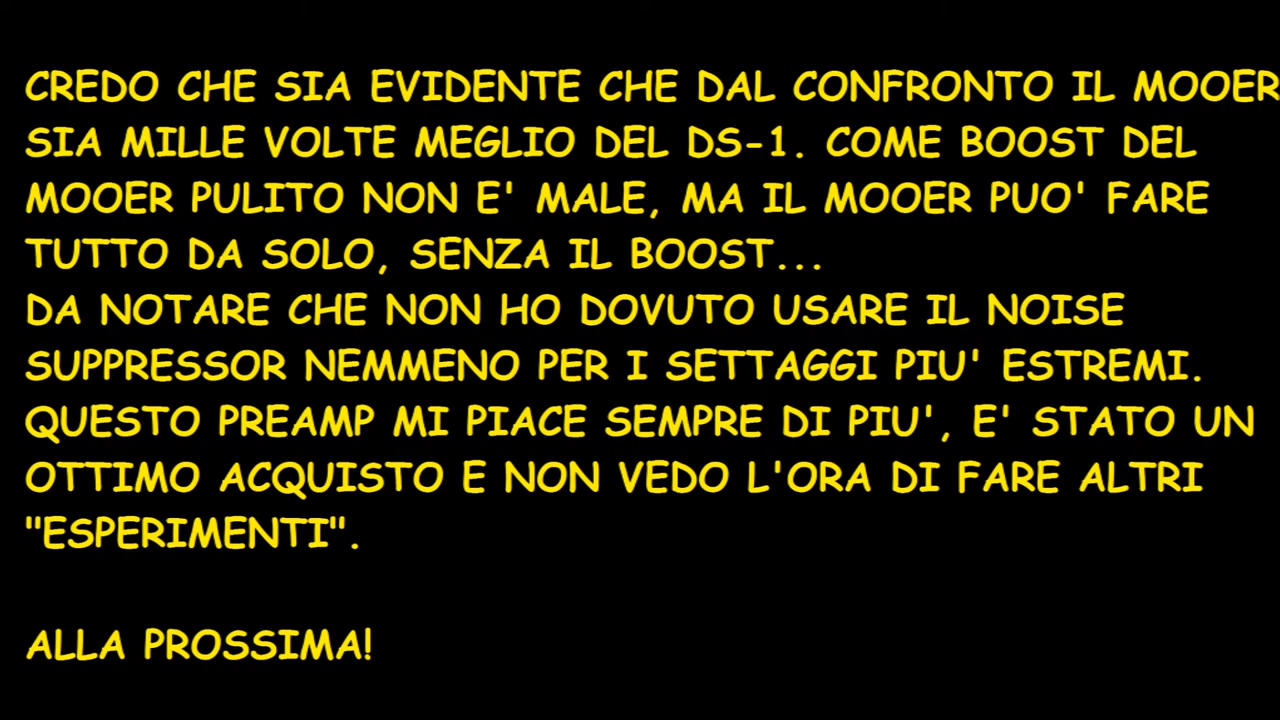 CREDO CHE SIA EVIDENTE CHE DAL CONFRONTO IL MOOER
SIA MILLE VOLTE MEGLIO DEL DS-1. COME BOOST DEL
MOOER PULITO NON E' MALE, MA IL MOOER PUO' FARE
TUTTO DA SOLO, SENZA IL BOOST...
DA NOTARE CHE NON HO DOVUTO USARE IL NOISE
SUPPRESSOR NEMMENO PER I SETTAGGI PIU' ESTREMI.
QUESTO PREAMP MI PIACE SEMPRE DI PIU', E' STATO UN
OTTIMO ACQUISTO E NON VEDO L'ORA DI FARE ALTRI
"ESPERIMENTI".
ALLA PROSSIMA!